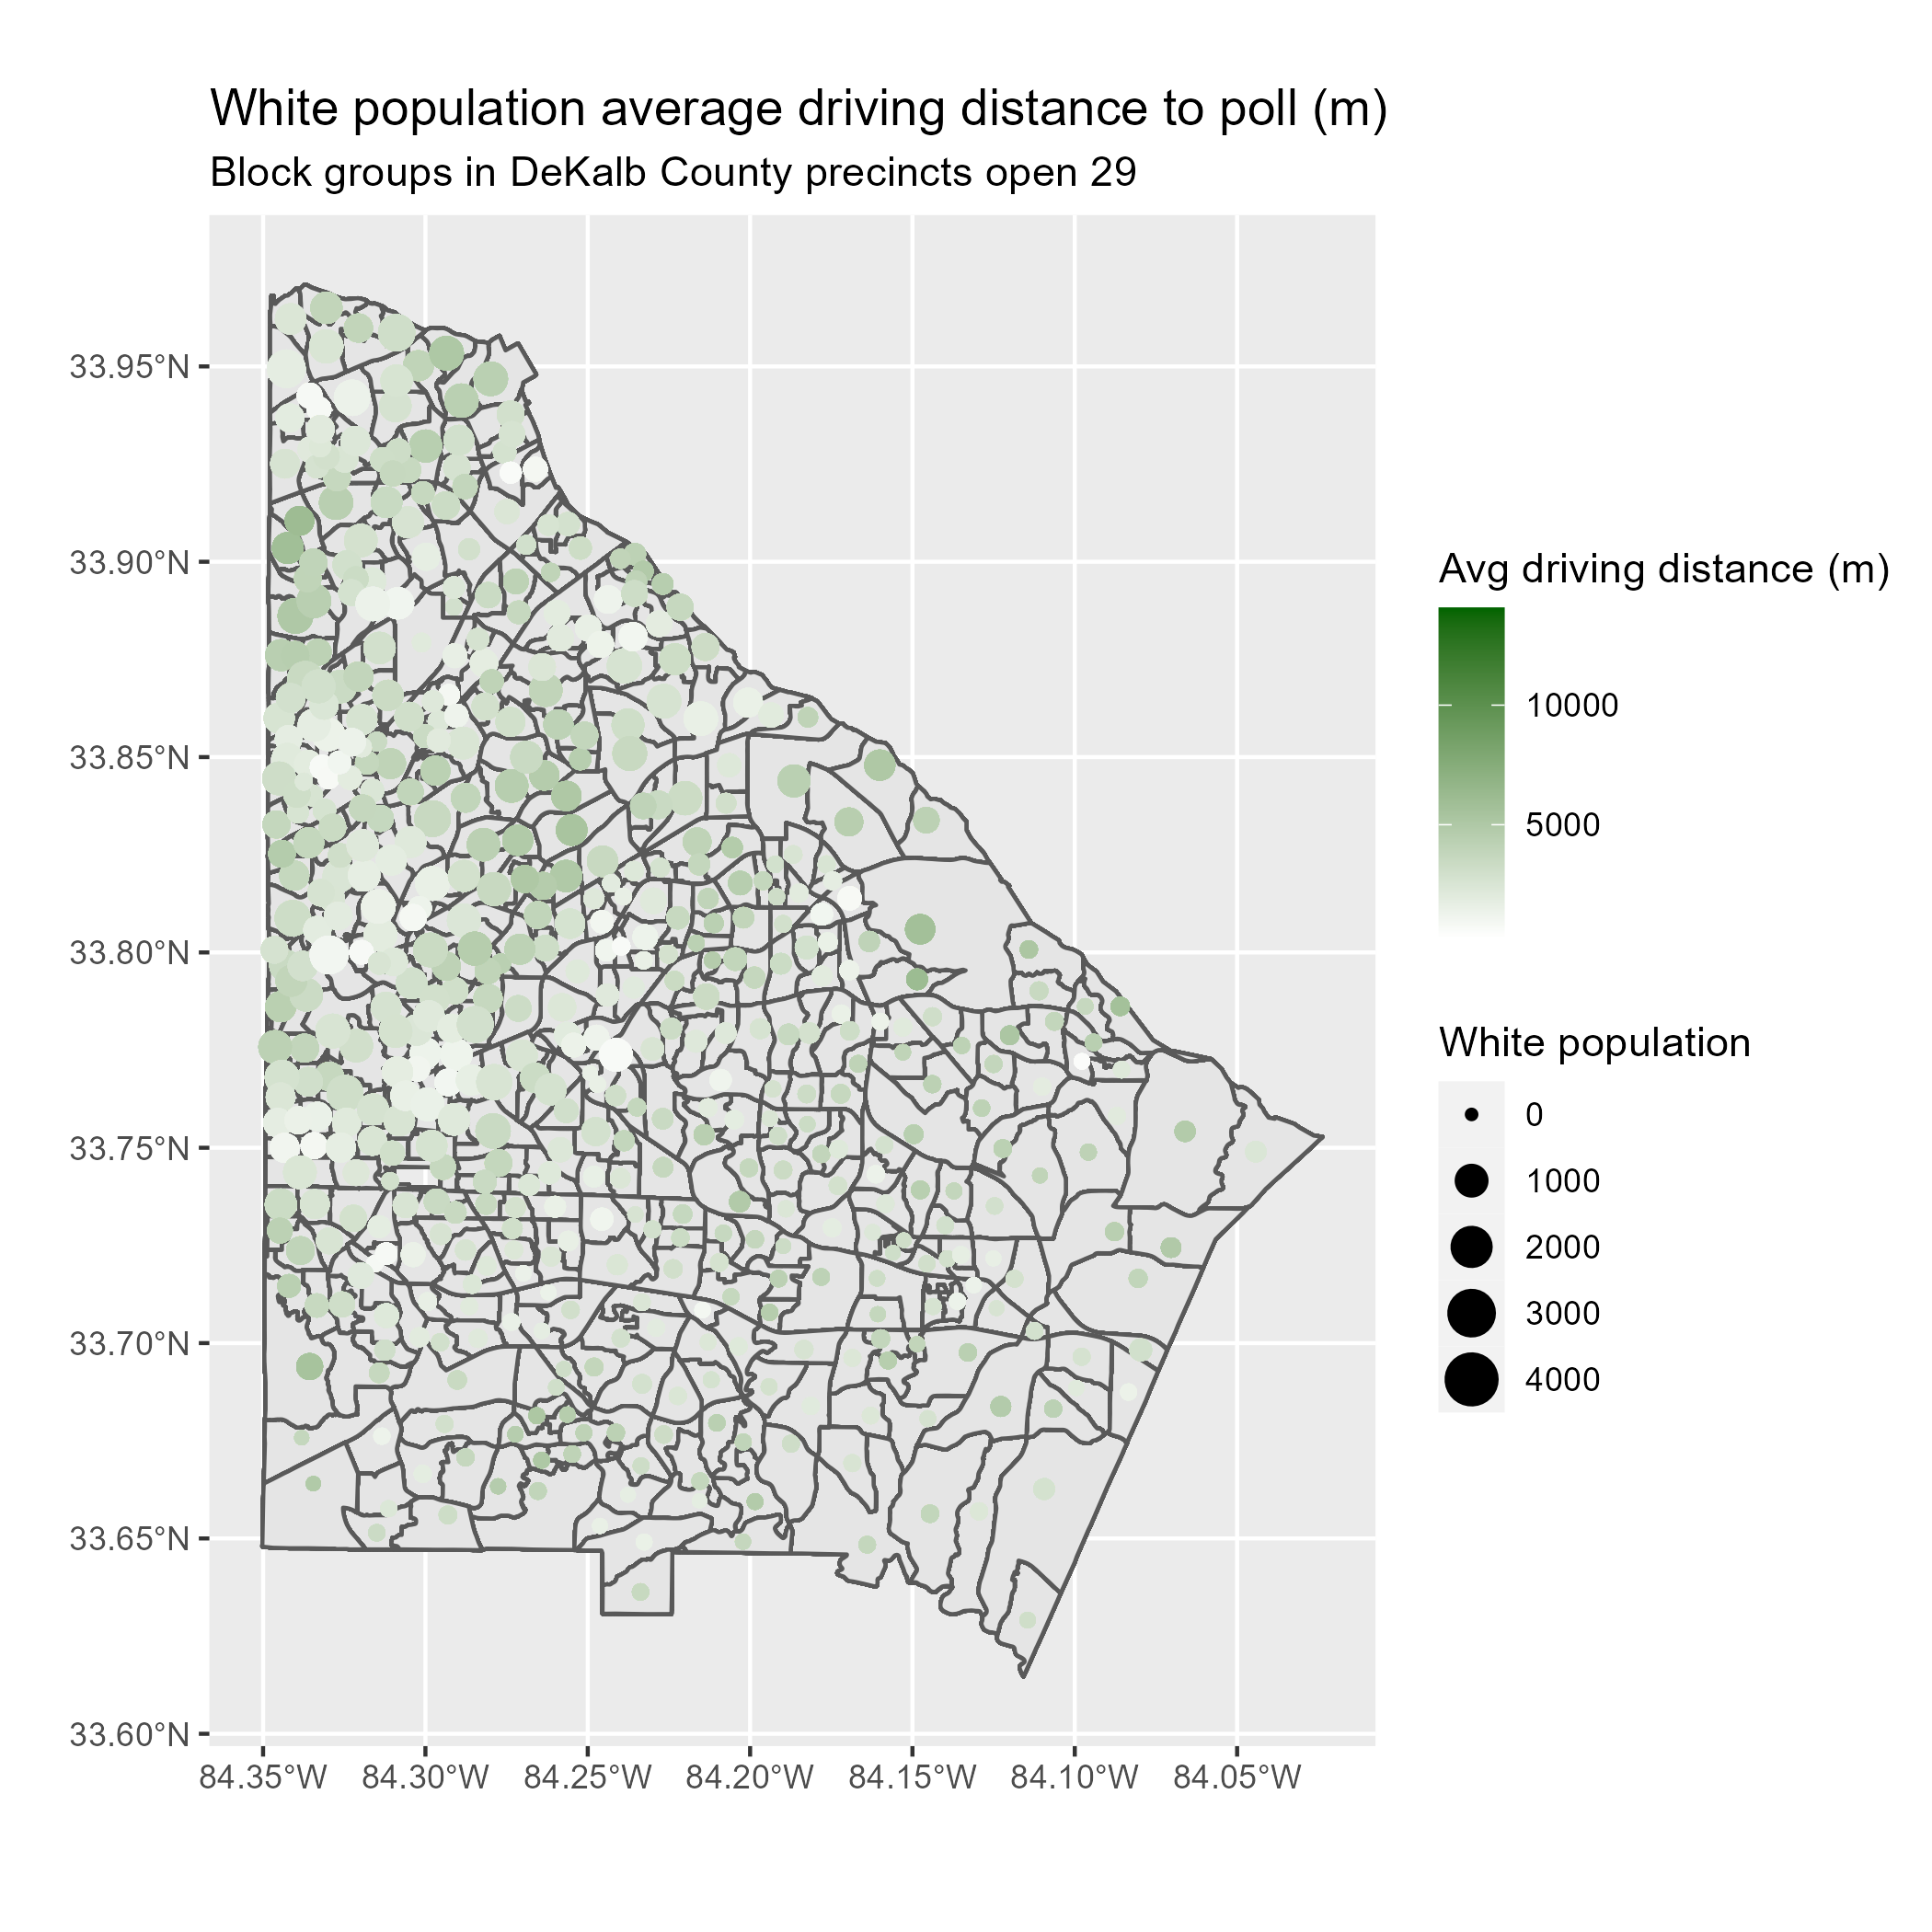 White population average driving distance to poll (m)
Block groups in DeKalb County precincts open 29
33.95°N
33.90°N
33.85°N
33.80°N
33.75°N
33.70°N
33.65°N
33.60°N
84.35°W 84.30°W 84.25°W 84.20°W 84.15°W 84.10°W 84.05°W
Avg driving distance (m)
10000
5000
White population
0
1000
2000
3000
4000